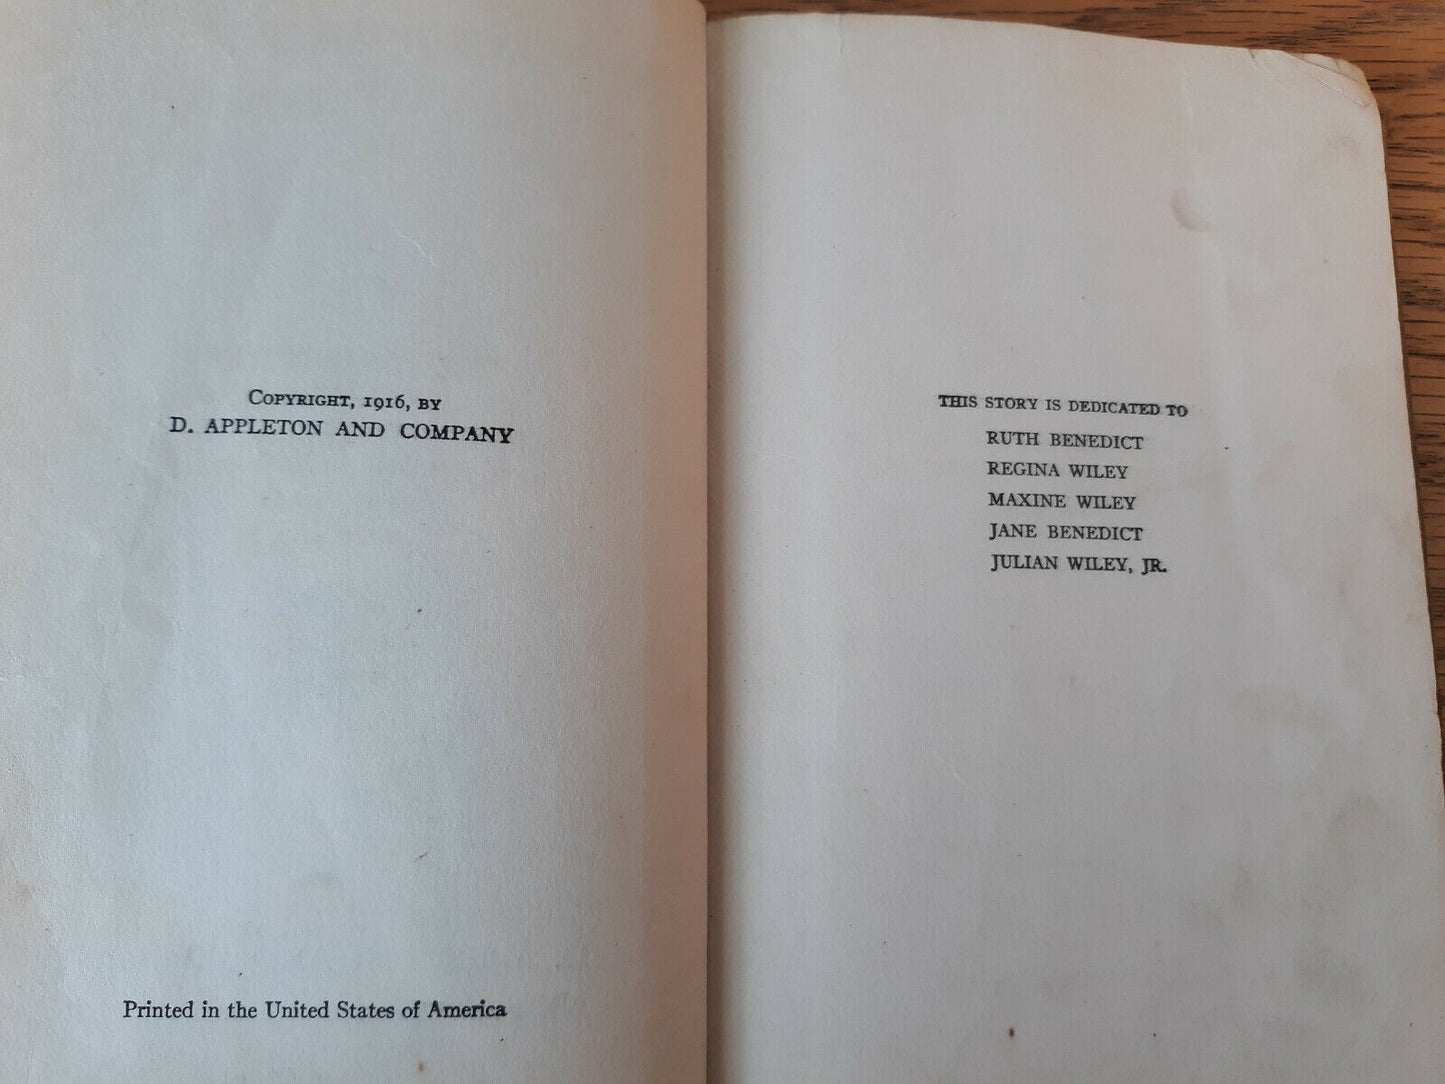 Copyright, 1916, by
D. APPLETON AND COMPANY
Printed in the United States of America
THIS STORY IS DEDICATED TO
RUTH BENEDICT
REGINA WILEY
MAXINE WILEY
JANE BENEDICT
JULIAN WILEY, JR.